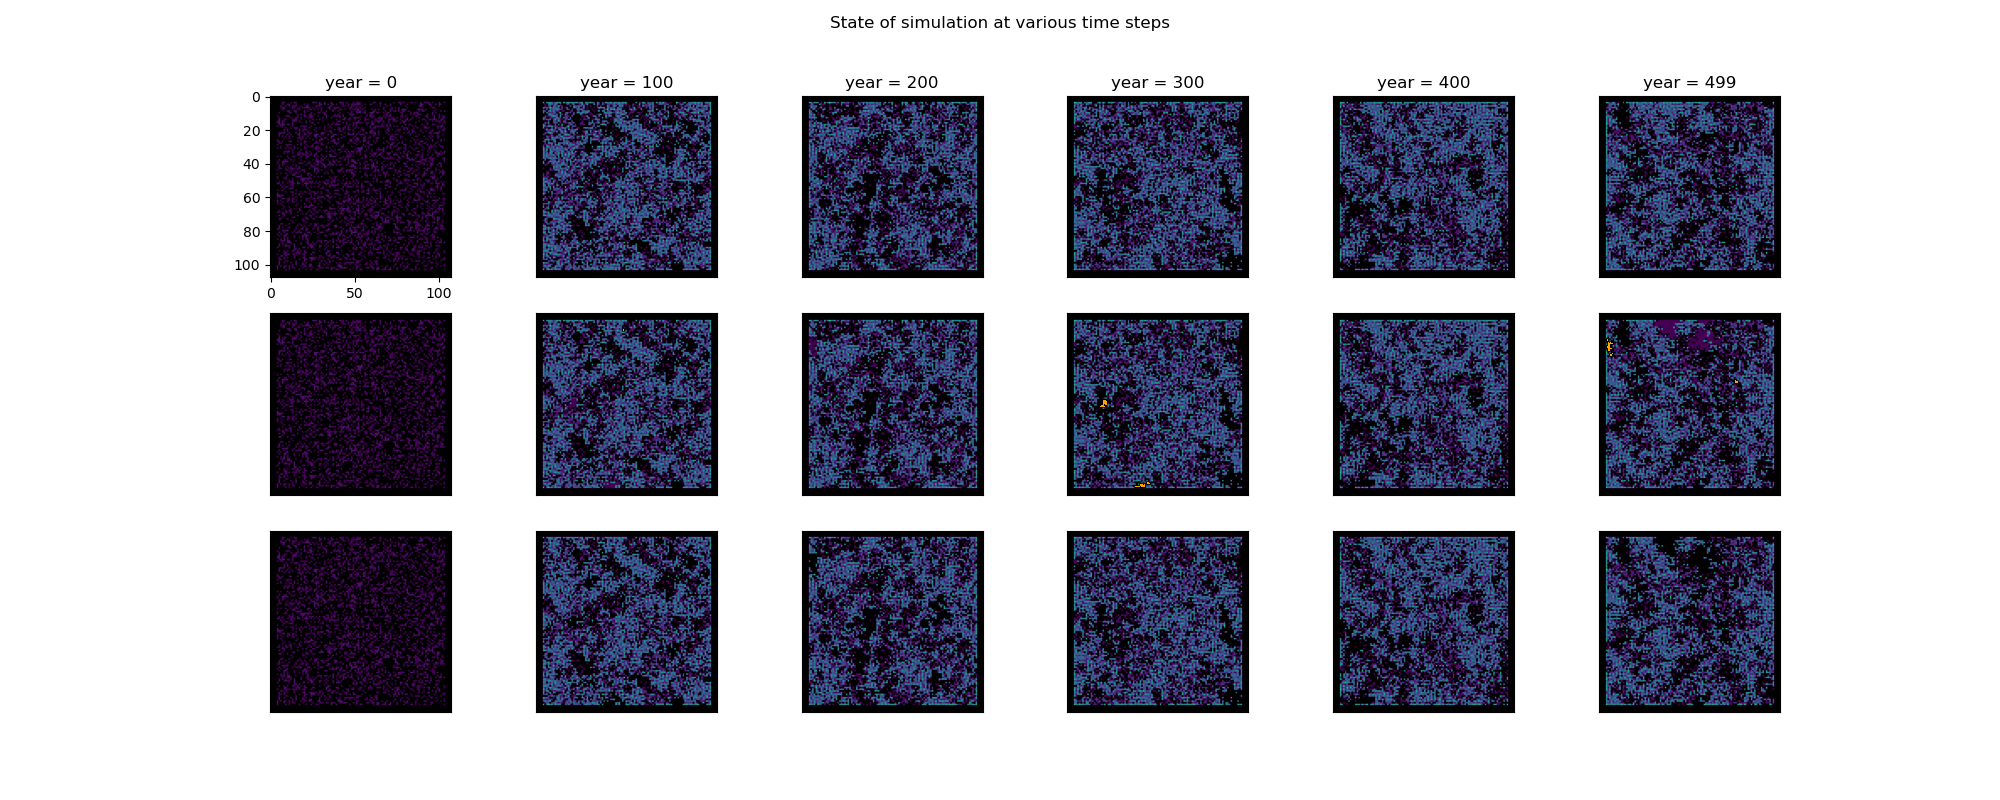 State of simulation at various time steps
year = 0
year = 100
year = 200
year = 300
year = 400
year = 499
0
20
40
60
80
100
0
50
100